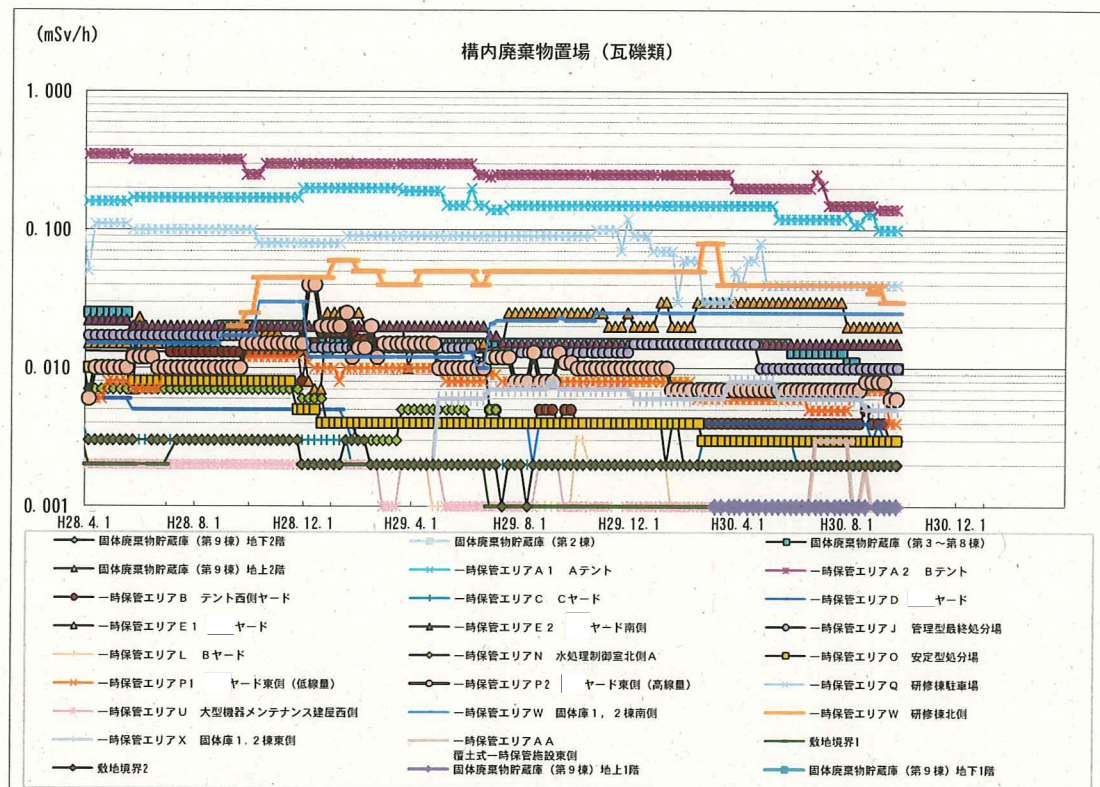 (mSv/h)
構内廃棄物置場（瓦礫類）
1.000
0.100
0.010
0.001
H28.4.1 H28.8.1 H28.12.1 H29.4.1 H29.8.1 H29.12.1 H30.4.1 H30.8.1 H30.12.1
固体廃棄物貯蔵庫（第9棟）地下2階 固体廃棄物貯蔵庫（第2棟） 固体廃棄物貯蔵庫（第3～第8棟）
固体廃棄物貯蔵庫（第9棟）地上2階 一時保管エリアA1 Aテント 一時保管エリアA2 Bテント
一時保管エリアB テント西側ヤード 一時保管エリアC Cヤード 一時保管エリアD ヤード
一時保管エリアE1 ヤード 一時保管エリアE2 ヤード南側 一時保管エリアJ 管理型最終処分場
一時保管エリアL Bヤード 一時保管エリアN 水処理制御室北側A 一時保管エリアO 安定型処分場
一時保管エリアP1 ヤード東側（低線量） 一時保管エリアP2 ヤード東側（高線量） 一時保管エリアQ 研修棟駐車場
一時保管エリアU 大型機器メンテナンス建屋西側 一時保管エリアW 固体庫1，2棟南側 一時保管エリアW 研修棟北側
一時保管エリアX 固体庫1，2棟東側 一時保管エリアAA 敷地境界1
覆土式一時保管施設東側
敷地境界2 固体廃棄物貯蔵庫（第9棟）地上1階 固体廃棄物貯蔵庫（第9棟）地下1階